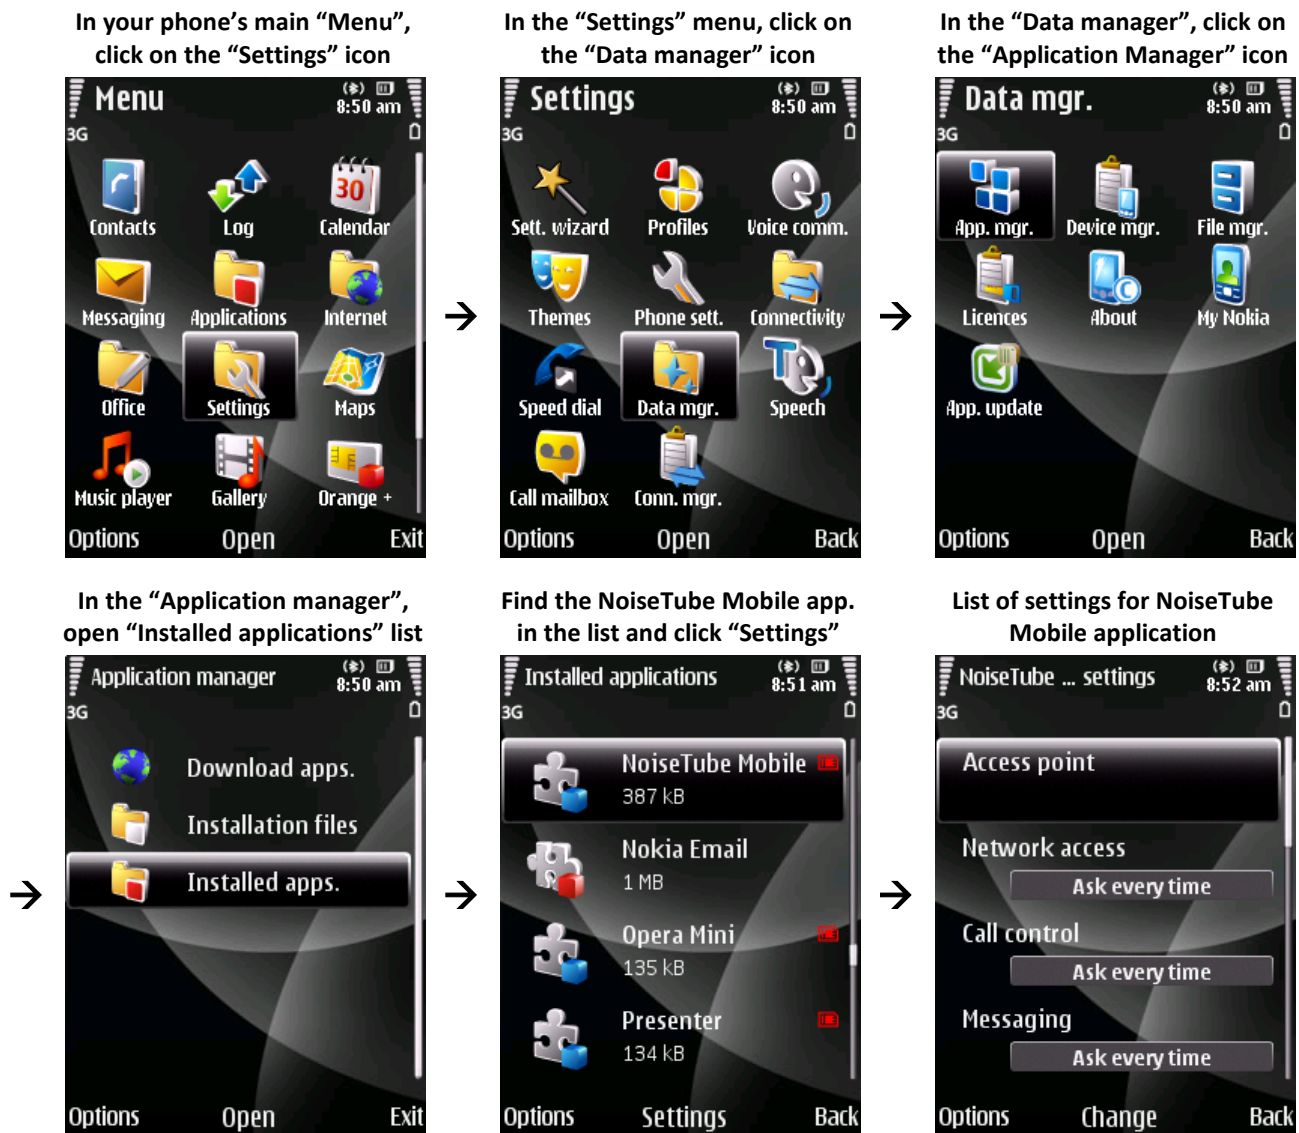 In your phone’s main “Menu”,
click on the “Settings” icon
Menu
8:50 am
3G
Contacts
Log
30
Calendar
Messaging
Applications
Internet
Office
Settings
Maps
Music player
Gallery
Orange +
Options
Open
Exit
→
In the “Settings” menu, click on
the “Data manager” icon
Settings
8:50 am
3G
Sett. wizard
Profiles
Voice comm.
Themes
Phone sett.
Connectivity
Speed dial
Data mgr.
Speech
Call mailbox
Conn. mgr.
Options
Open
Back
→
In the “Data manager”, click on
the “Application Manager” icon
Data mgr.
8:50 am
3G
App. mgr.
Device mgr.
File mgr.
Licences
About
My Nokia
App. update
Options
Open
Back
In the “Application manager”,
open “Installed applications” list
→
Application manager
8:50 am
3G
Download apps.
Installation files
Installed apps.
Options
Open
Exit
→
Find the NoiseTube Mobile app.
in the list and click “Settings”
Installed applications
8:51 am
3G
NoiseTube Mobile
387 kB
Nokia Email
1 MB
Opera Mini
135 kB
Presenter
134 kB
Options
Settings
Back
→
List of settings for NoiseTube
Mobile application
NoiseTube ... settings
8:52 am
3G
Access point
Network access
Ask every time
Call control
Ask every time
Messaging
Ask every time
Options
Change
Back